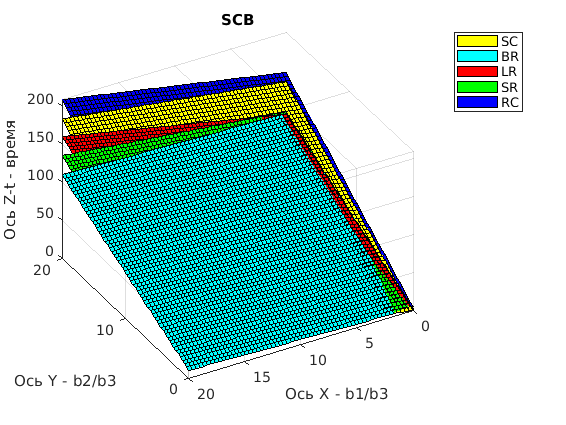 SCB
SC
BR
LR
SR
RC
200
150
100
50
0
20
10
0
20
15
10
5
0
Ось Z-t - время
Ось Y - b2/b3
Ось X - b1/b3